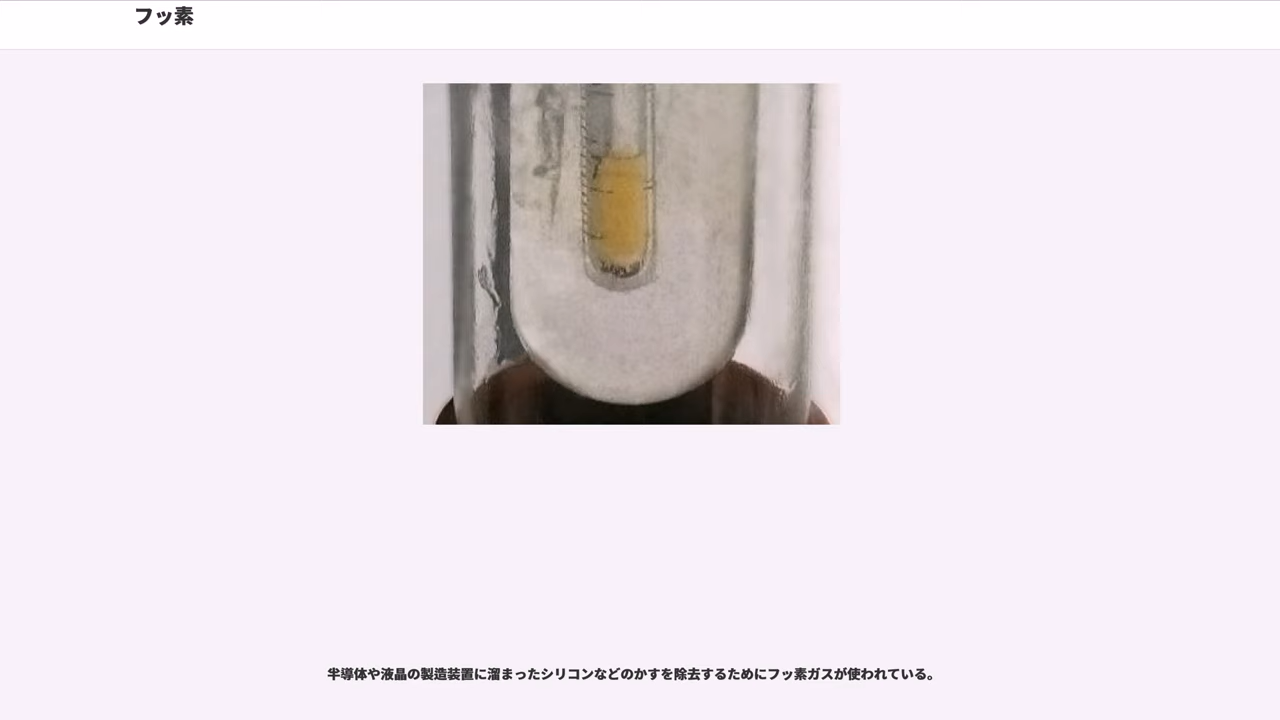 フッ素
半導体や液晶の製造装置に溜まったシリコンなどのかすを除去するためにフッ素ガスが使われている。